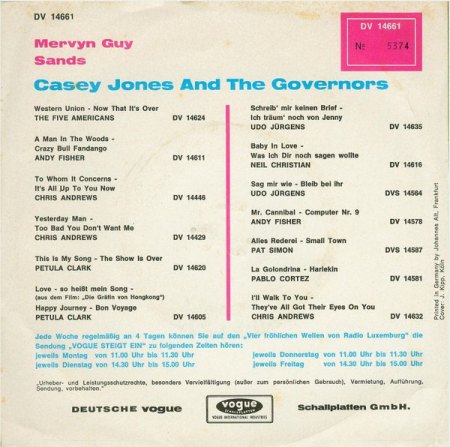 DV 14661
DV 14661
No 5374
Mervyn Guy
Sands
Casey Jones And The Governors
Western Union - Now That It's Over
THE FIVE AMERICANS DV 14624
A Man In The Woods -
Crazy Bull Fandango
ANDY FISHER DV 14611
To Whom It Concerns -
It's All Up To You Now
CHRIS ANDREWS DV 14446
Yesterday Man -
Too Bad You Don't Want Me
CHRIS ANDREWS DV 14429
This Is My Song - The Show Is Over
PETULA CLARK DV 14620
Love - so heißt mein Song -
(aus dem Film: „Die Gräfin von Hongkong")
Happy Journey - Bon Voyage
PETULA CLARK DV 14605
Schreib' mir keinen Brief -
Ich träum' noch von Jenny
UDO JÜRGENS DV 14635
Baby In Love -
Was Ich Dir noch sagen wollte
NEIL CHRISTIAN DV 14616
Sag mir wie - Bleib bei ihr
UDO JÜRGENS DVS 14584
Mr. Cannibal - Computer Nr. 9
ANDY FISHER DV 14578
Alles Rederei - Small Town
PAT SIMON DVS 14587
La Golondrina - Harlekin
PABLO CORTEZ DV 14581
I'll Walk To You -
They've All Got Their Eyes On You
CHRIS ANDREWS DV 14632
Printed in Germany by Johannes Alt, Frankfurt
Cover: J. Kipp, Köln
Jede Woche regelmäßig an 4 Tagen können Sie auf den „Vier fröhlichen Wellen von Radio Luxemburg" die
Sendung „VOGUE STEIGT EIN" zu folgenden Zeiten hören:
jeweils Montag von 11.00 Uhr bis 11.30 Uhr
jeweils Dienstag von 14.30 Uhr bis 15.00 Uhr
jeweils Donnerstag von 11.00 Uhr bis 11.30 Uhr
jeweils Freitag von 14.30 Uhr bis 15.00 Uhr
„Urheber- und Leistungsschutzrechte, besonders Vervielfältigung (außer zum persönlichen Gebrauch), Vermietung, Aufführung,
Sendung, vorbehalten."
DEUTSCHE vogue
vogue
VOGUE INTERNATIONAL INDUSTRIES
Schallplatten GmbH.